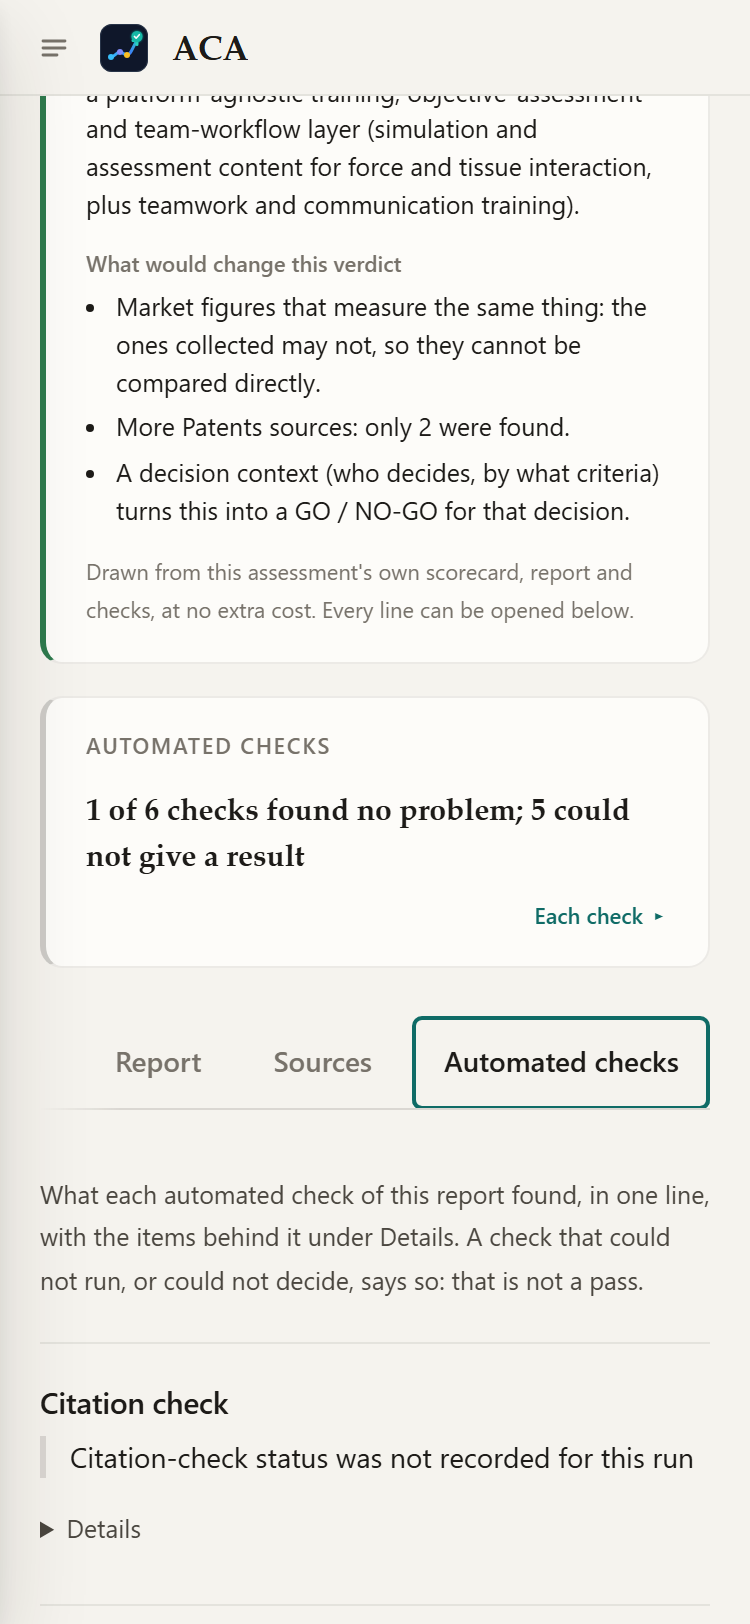 ACA
a platform-agnostic training, objective-assessment
and team-workflow layer (simulation and
assessment content for force and tissue interaction,
plus teamwork and communication training).
What would change this verdict
• Market figures that measure the same thing: the
ones collected may not, so they cannot be
compared directly.
• More Patents sources: only 2 were found.
• A decision context (who decides, by what criteria)
turns this into a GO / NO-GO for that decision.
Drawn from this assessment's own scorecard, report and
checks, at no extra cost. Every line can be opened below.
AUTOMATED CHECKS
1 of 6 checks found no problem; 5 could
not give a result
Each check ▸
Report Sources Automated checks
What each automated check of this report found, in one line,
with the items behind it under Details. A check that could
not run, or could not decide, says so: that is not a pass.
Citation check
Citation-check status was not recorded for this run
▶ Details